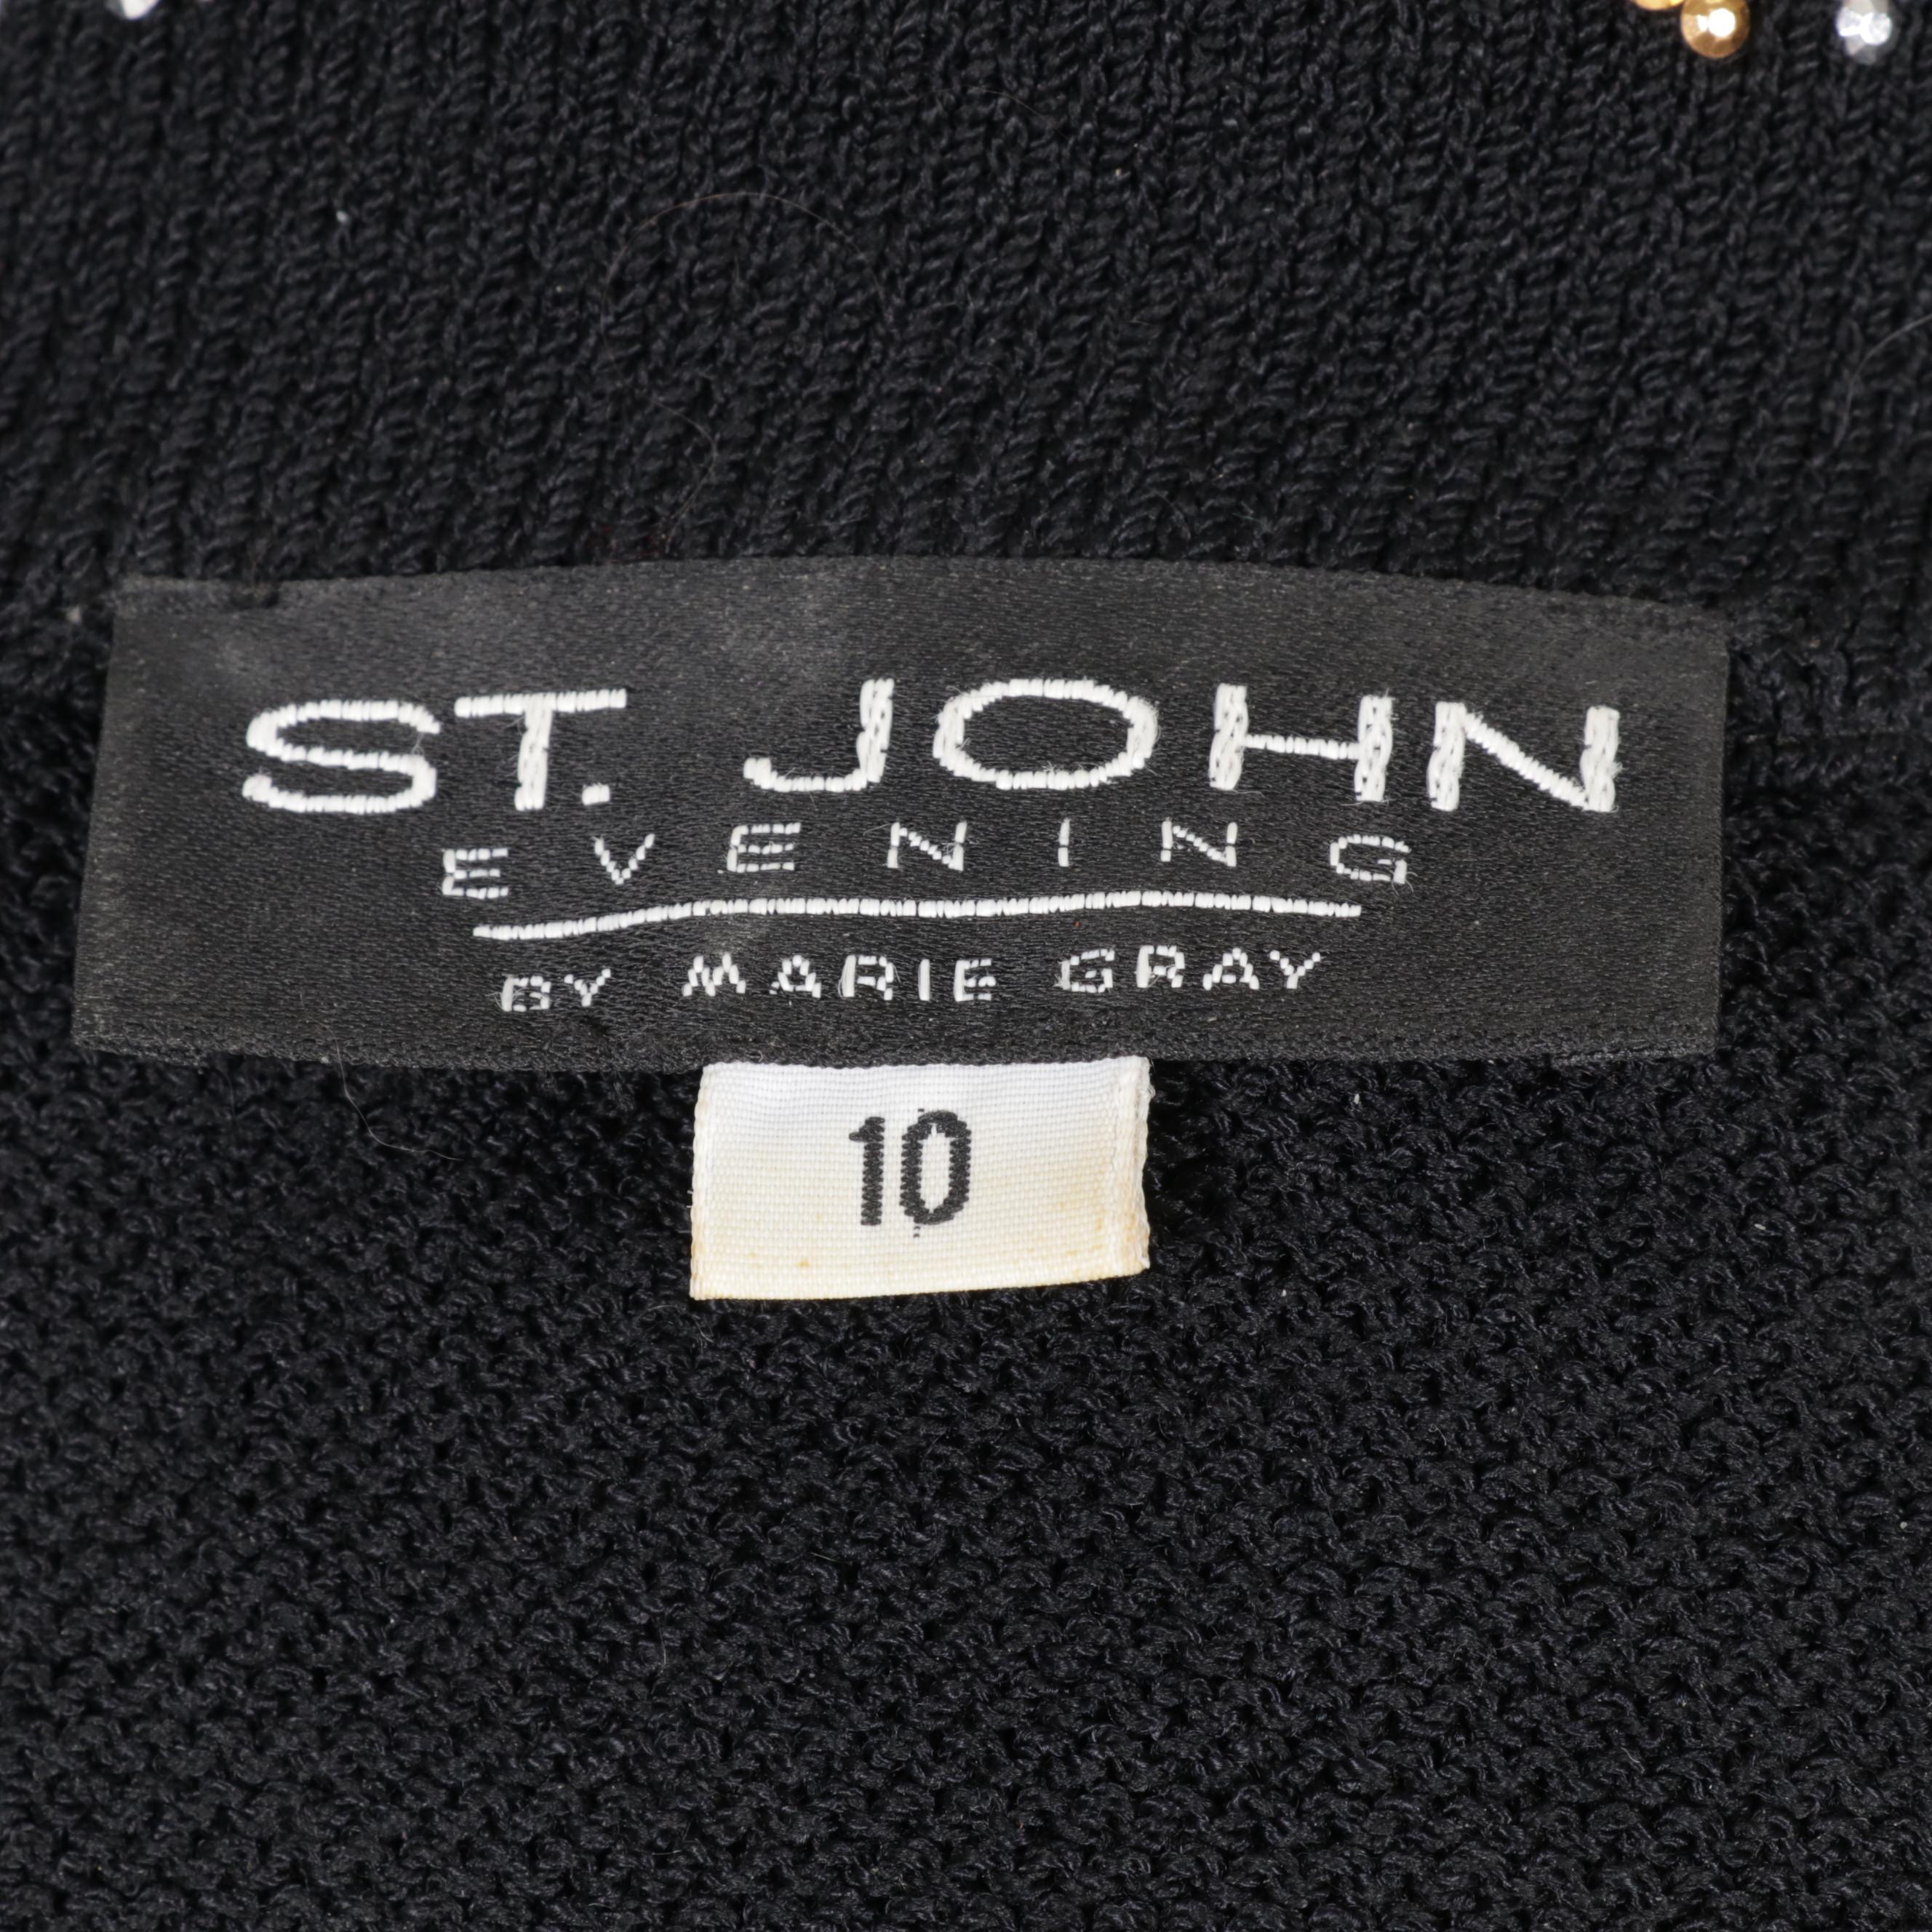 ST. JOHN
EVENING
BY MARIE GRAY
10